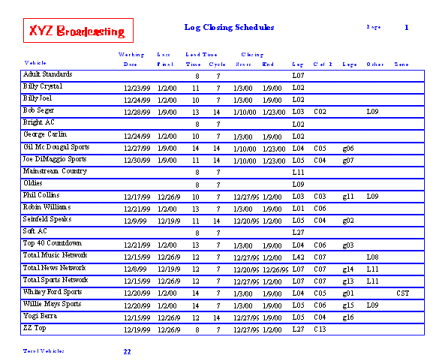 XYZ Broadcasting
Log Closing Schedules
Page 1
Working Last Lead Time Closing
Vehicle Date Final Time Cycle Start End Log C of P Logo Other Zone
Adult Standards 8 7 L07
Billy Crystal 12/23/99 1/2/00 11 7 1/3/00 1/9/00 L02
Billy Joel 12/24/99 1/2/00 10 7 1/3/00 1/9/00 L02
Bob Seger 12/28/99 1/9/00 13 14 1/10/00 1/23/00 L03 C02 L09
Bright AC 8 7 L02
George Carlin 12/24/99 1/2/00 10 7 1/3/00 1/9/00 L02
Gil Mc Dougal Sports 12/27/99 1/9/00 14 14 1/10/00 1/23/00 L04 C05 g06
Joe DiMaggio Sports 12/30/99 1/9/00 11 14 1/10/00 1/23/00 L05 C04 g07
Mainstream Country 8 7 L11
Oldies 8 7 L09
Phil Collins 12/17/99 12/26/9 10 7 12/27/99 1/2/00 L03 C03 g11 L09
Robin Williams 12/21/99 1/2/00 13 7 1/3/00 1/9/00 L01 C06
Seinfeld Speaks 12/9/99 12/19/9 11 14 12/20/99 1/2/00 L05 C04 g02
Soft AC 8 7 L27
Top 40 Countdown 12/21/99 1/2/00 13 7 1/3/00 1/9/00 L04 C06 g03
Total Music Network 12/15/99 12/26/9 12 7 12/27/99 1/2/00 L42 C07 L08
Total News Network 12/8/99 12/19/9 12 7 12/20/99 12/26/99 L07 C07 g14 L11
Total Sports Network 12/15/99 12/26/9 12 7 12/27/99 1/2/00 L07 C07 g13 L11
Whitney Ford Sports 12/20/99 1/2/00 14 7 1/3/00 1/9/00 L04 C05 g01 CST
Willie Mays Sports 12/20/99 1/2/00 14 7 1/3/00 1/9/00 L06 C06 g15 L09
Yogi Berra 12/15/99 12/26/9 12 14 12/27/99 1/2/00 L05 C04 g16
ZZ Top 12/19/99 12/26/9 8 7 12/27/99 1/2/00 L27 C13
Total Vehicles 22